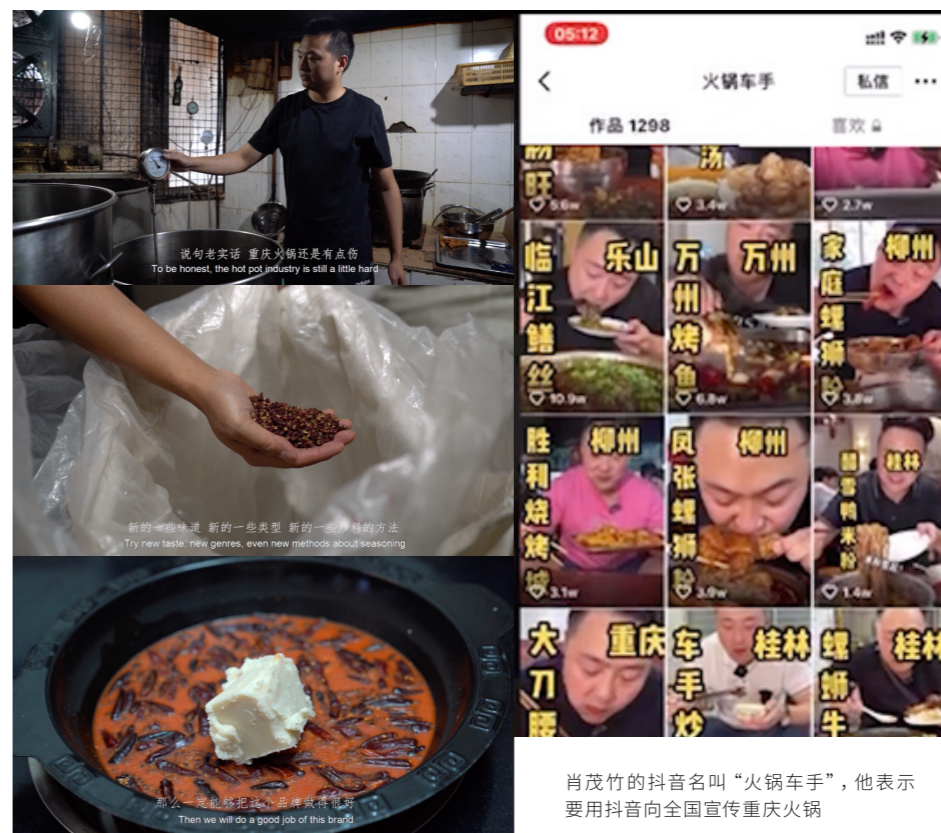 说句老实话 重庆火锅还是有点伤
To be honest, the hot pot industry is still a little hard
新的一些味道 新的一些类型 新的一些炒料的方法
Try new taste, new genres, even new methods about seasoning
那么一定能够把这个品牌做得很好
Then we will do a good job of this brand
05:12
火锅车手
私信
作品 1298
喜欢
旺
5.6w
汤
3.4w
2.7w
临江鳝丝
乐山
10.9w
万州烤鱼
万州
6.8w
家庭螺狮粉
柳州
3.8w
胜利烧烤城
柳州
3.1w
凤张螺狮粉
柳州
3.9w
雪鸭米粉
桂林
1.4w
大刀腰
重庆
车手炒
桂林
螺蛳牛
桂林
肖茂竹的抖音名叫“火锅车手”，他表示
要用抖音向全国宣传重庆火锅